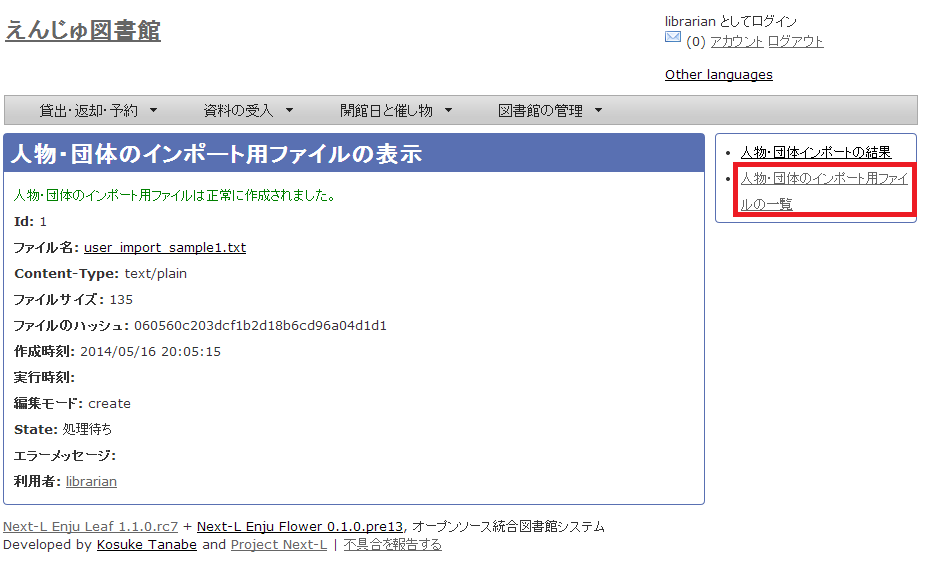 えんじゅ図書館
librarian としてログイン
(0) アカウント ログアウト
Other languages
貸出・返却・予約 資料の受入 開館日と催し物 図書館の管理
人物・団体のインポート用ファイルの表示
人物・団体のインポート用ファイルは正常に作成されました。
Id: 1
ファイル名: user_import_sample1.txt
Content-Type: text/plain
ファイルサイズ: 135
ファイルのハッシュ: 060560c203dcf1b2d18b6cd96a04d1d1
作成時刻: 2014/05/16 20:05:15
実行時刻:
編集モード: create
State: 処理待ち
エラーメッセージ:
利用者: librarian
人物・団体インポートの結果
人物・団体のインポート用ファイ
ルの一覧
Next-L Enju Leaf 1.1.0.rc7 + Next-L Enju Flower 0.1.0.pre13, オープンソース統合図書館システム
Developed by Kosuke Tanabe and Project Next-L | 不具合を報告する